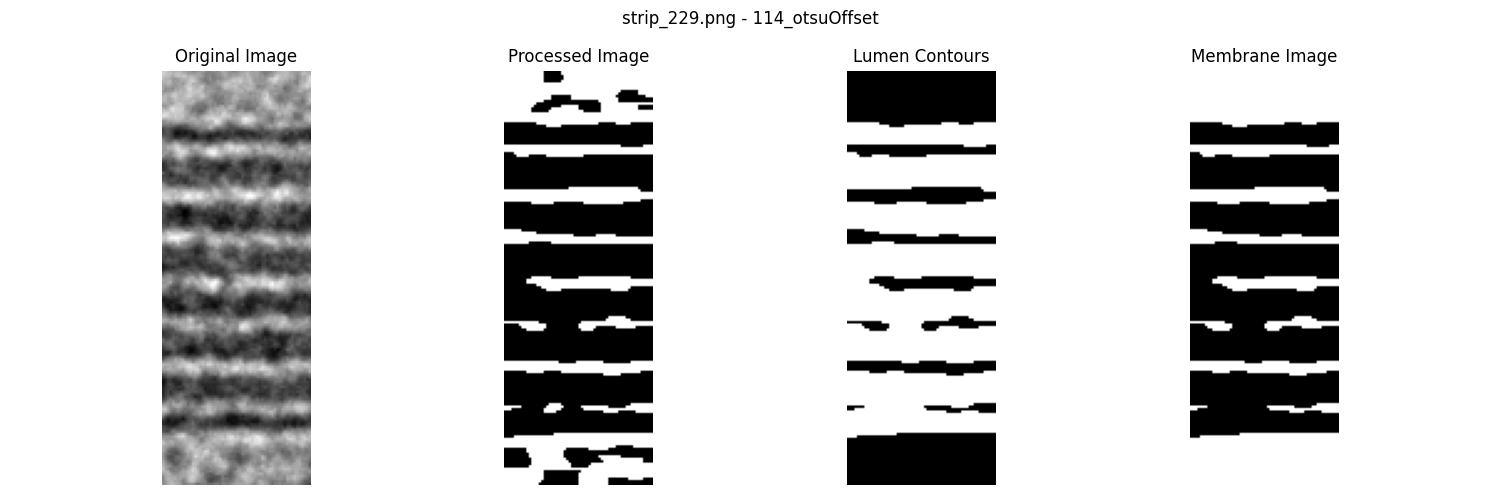 strip_229.png - 114_otsuOffset
Original Image
Processed Image
Lumen Contours
Membrane Image